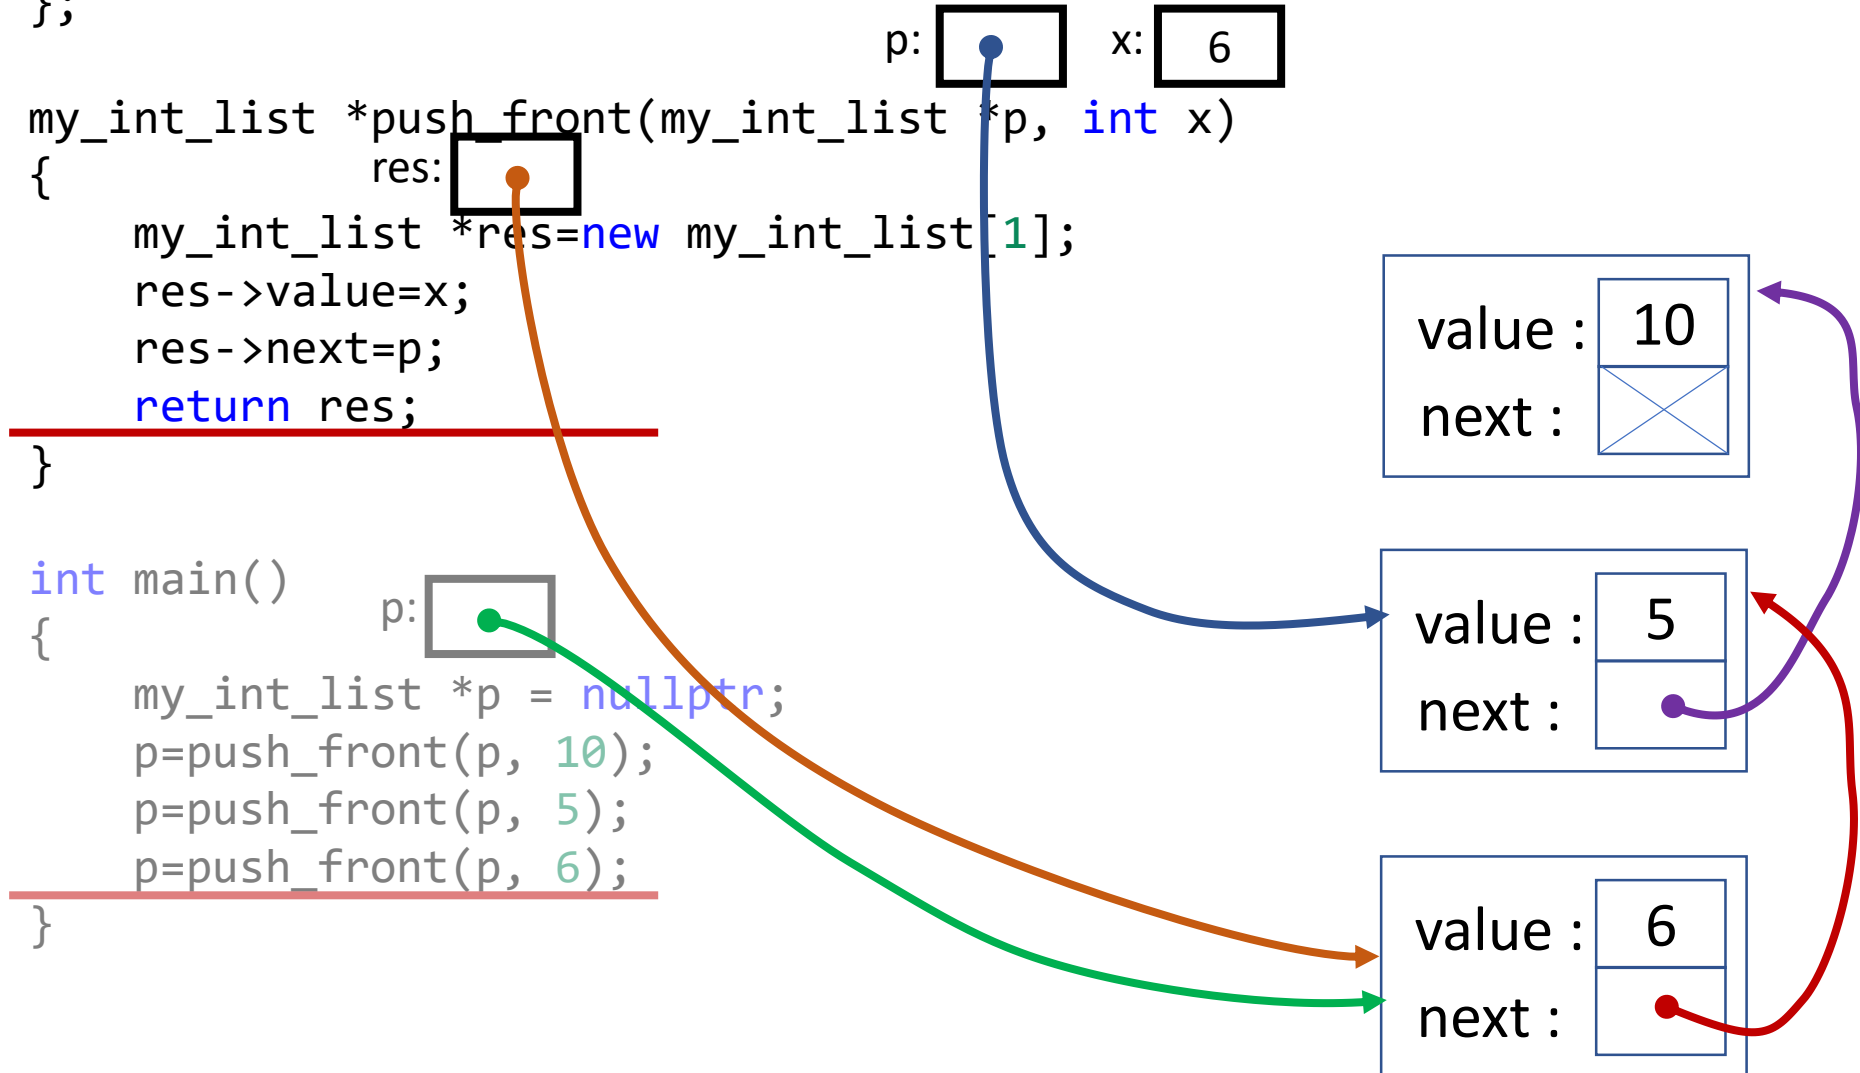 };
p: x: 6
my_int_list *push_front(my_int_list *p, int x)
{
res:
    my_int_list *res=new my_int_list[1];
    res->value=x;
    res->next=p;
    return res;
}
value : 10
next :
int main()
{
p:
    my_int_list *p = nullptr;
    p=push_front(p, 10);
    p=push_front(p, 5);
    p=push_front(p, 6);
}
value : 5
next :
value : 6
next :